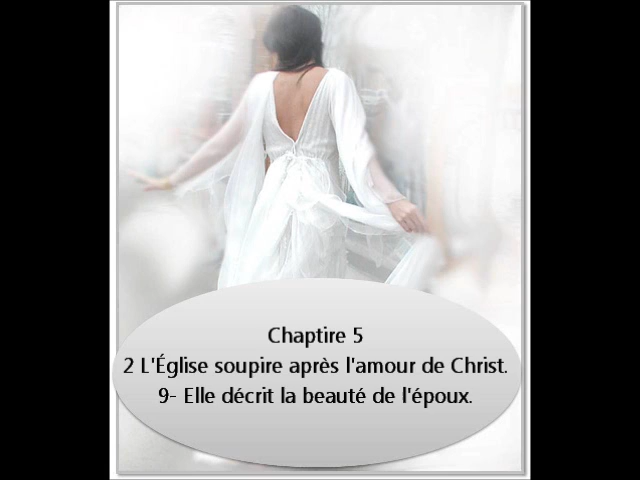 Chaptire 5
2 L'Église soupire après l'amour de Christ.
9- Elle décrit la beauté de l'époux.